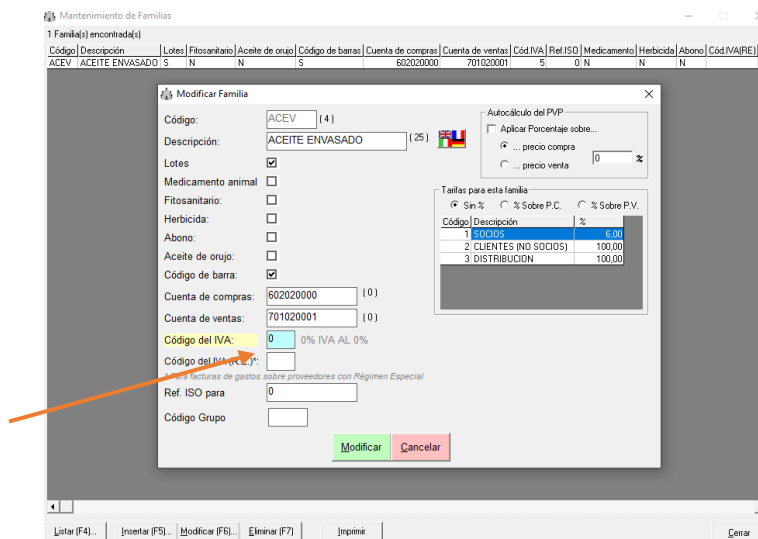 Mantenimiento de Familias
1 Familia(s) encontrada(s)
Código Descripción Lotes Fitosanitario Aceite de orujo Código de barras Cuenta de compras Cuenta de ventas Cód.IVA Ref.ISO Medicamento Herbicida Abono Cód.IVA(RE)
ACEV ACEITE ENVASADO S N N S 602020000 701020001 5 0 N N N
Modificar Familia
Código: ACEV (4)
Descripción: ACEITE ENVASADO (25)
Lotes
Medicamento animal
Fitosanitario:
Herbicida:
Abono:
Aceite de orujo:
Código de barra:
Cuenta de compras: 602020000 (0)
Cuenta de ventas: 701020001 (0)
Código del IVA: 0 0% IVA AL 0%
Código del IVA (R.E.)*:
* Para facturas de gastos sobre proveedores con Régimen Especial
Ref. ISO para 0
Código Grupo
Modificar Cancelar
Autocálculo del PVP
Aplicar Porcentaje sobre...
... precio compra
... precio venta
0 %
Tarifas para esta familia
Sin % % Sobre P.C. % Sobre P.V.
Código Descripción %
1 SOCIOS 6,00
2 CLIENTES (NO SOCIOS) 100,00
3 DISTRIBUCION 100,00
Listar (F4)... Insertar (F5)... Modificar (F6)... Eliminar (F7) Imprimir Cerrar